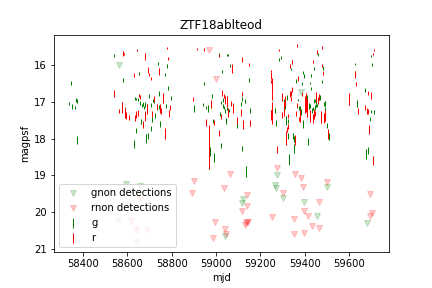 ZTF18ablteod
16
17
18
19
20
21
magpsf
gnon detections
rnon detections
g
r
58400 58600 58800 59000 59200 59400 59600
mjd